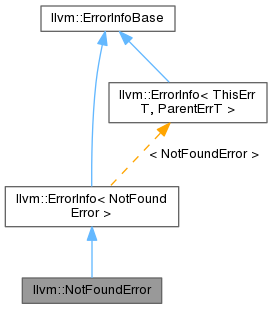 llvm::ErrorInfoBase
llvm::ErrorInfo< ThisErr
T, ParentErrT >
< NotFoundError >
llvm::ErrorInfo< NotFound
Error >
llvm::NotFoundError